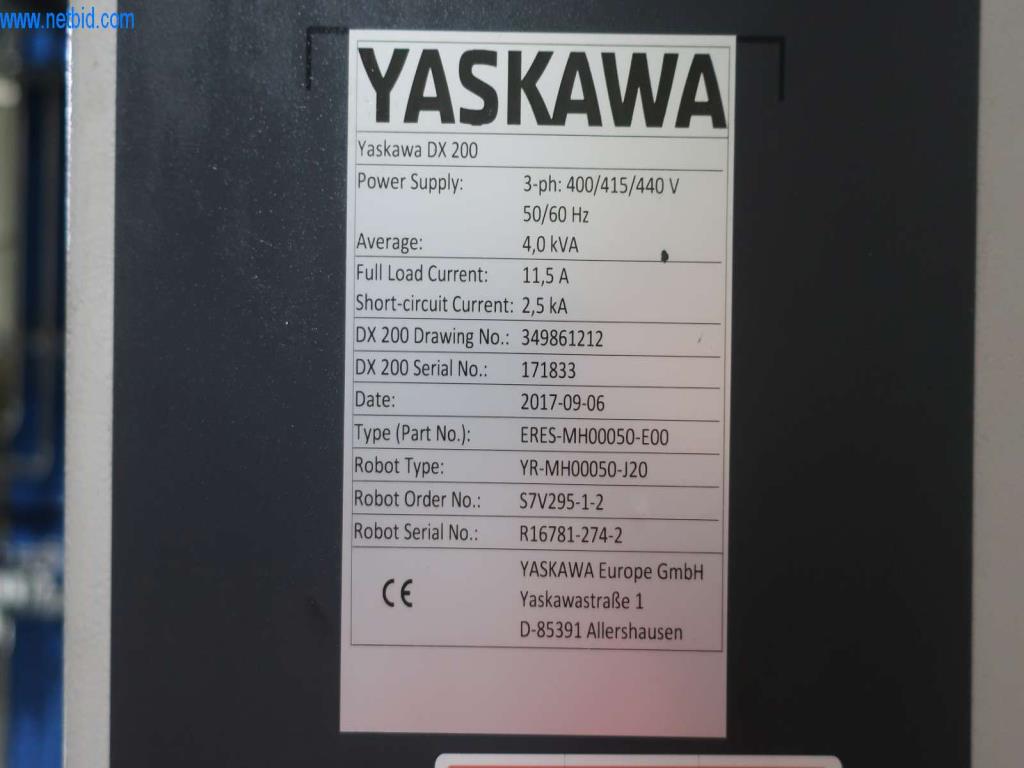 www.netbid.com
YASKAWA
Yaskawa DX 200
Power Supply: 3-ph: 400/415/440 V
50/60 Hz
Average: 4,0 kVA
Full Load Current: 11,5 A
Short-circuit Current: 2,5 kA
DX 200 Drawing No.: 349861212
DX 200 Serial No.: 171833
Date: 2017-09-06
Type (Part No.): ERES-MH00050-E00
Robot Type: YR-MH00050-J20
Robot Order No.: S7V295-1-2
Robot Serial No.: R16781-274-2
CE YASKAWA Europe GmbH
Yaskawastraße 1
D-85391 Allershausen